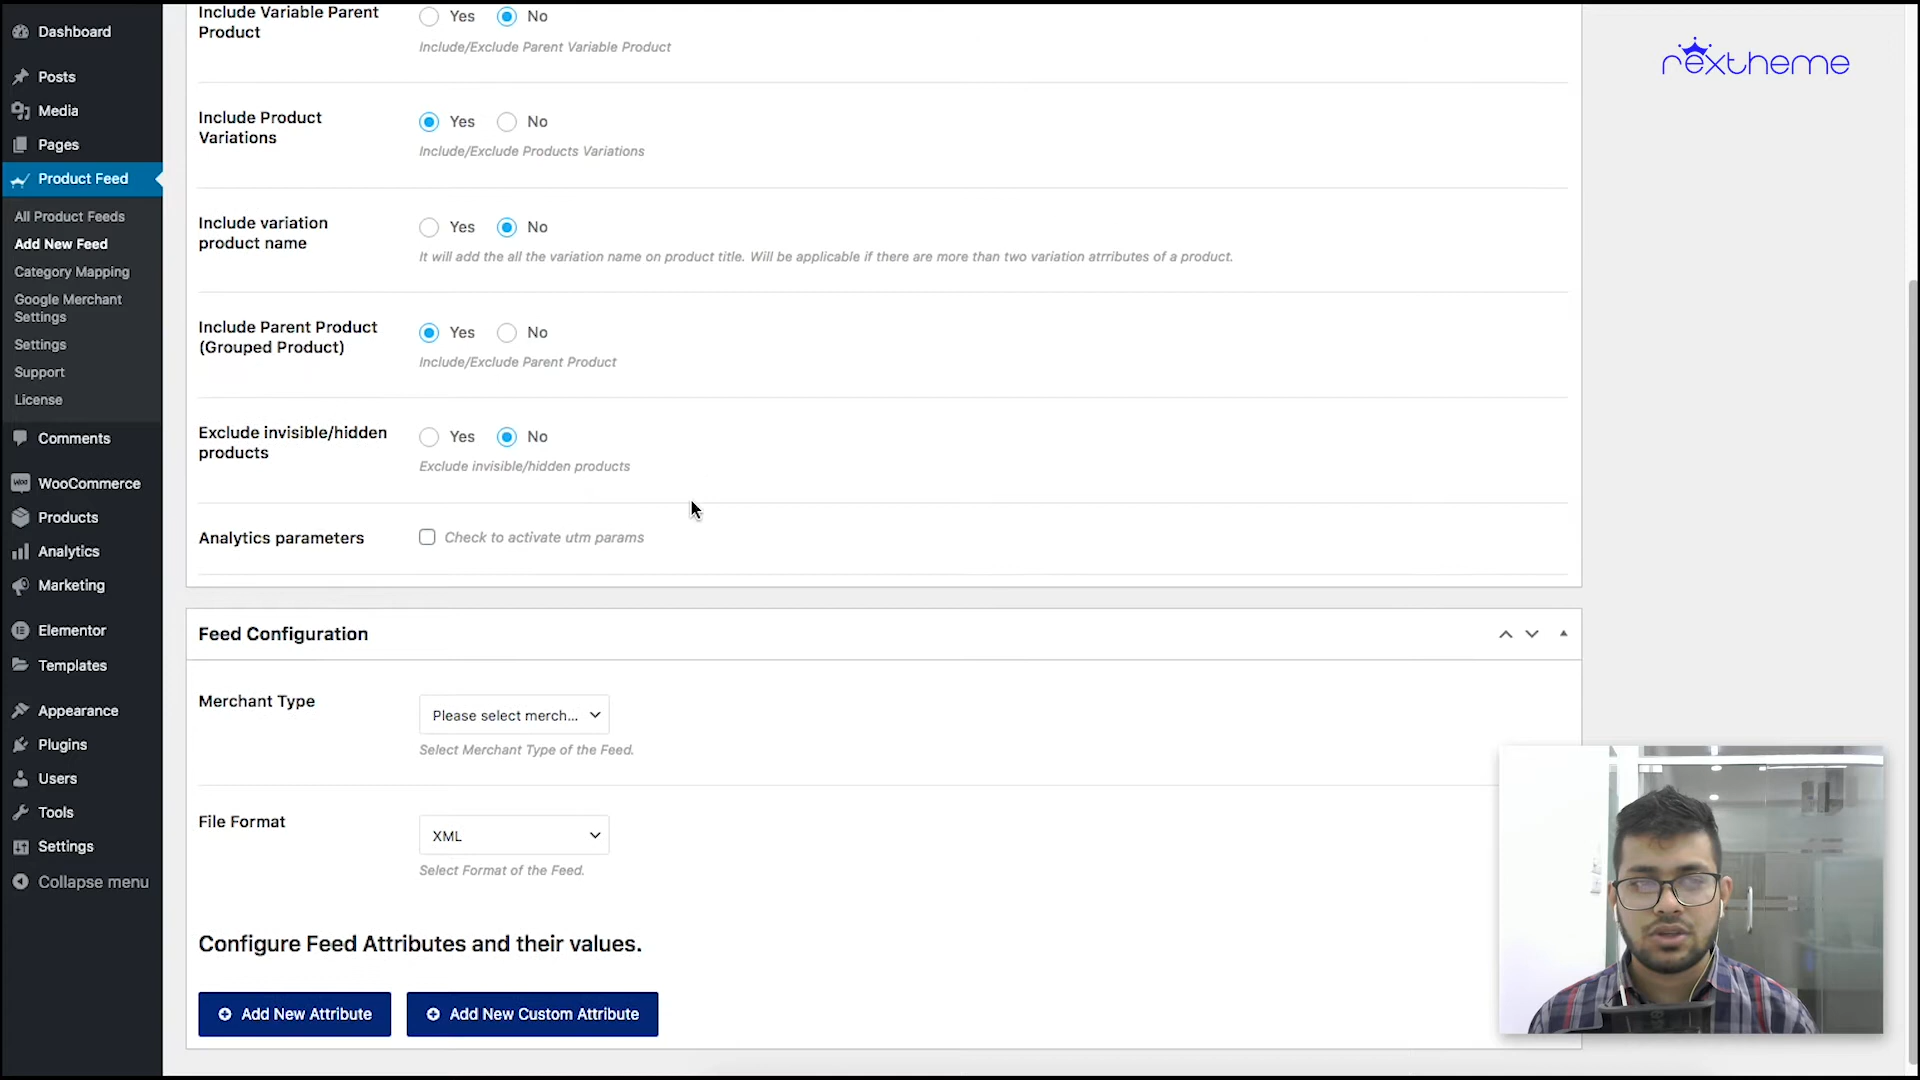 Dashboard
Posts
Media
Pages
Product Feed
All Product Feeds
Add New Feed
Category Mapping
Google Merchant
Settings
Settings
Support
License
Comments
WooCommerce
Products
Analytics
Marketing
Elementor
Templates
Appearance
Plugins
Users
Tools
Settings
Collapse menu
Include Variable Parent
Product
Yes No
Include/Exclude Parent Variable Product
Include Product
Variations
Yes No
Include/Exclude Products Variations
Include variation
product name
Yes No
It will add the all the variation name on product title. Will be applicable if there are more than two variation atrributes of a product.
Include Parent Product
(Grouped Product)
Yes No
Include/Exclude Parent Product
Exclude invisible/hidden
products
Yes No
Exclude invisible/hidden products
Analytics parameters
Check to activate utm params
Feed Configuration
Merchant Type
Please select merch...
Select Merchant Type of the Feed.
File Format
XML
Select Format of the Feed.
Configure Feed Attributes and their values.
Add New Attribute
Add New Custom Attribute
rextheme